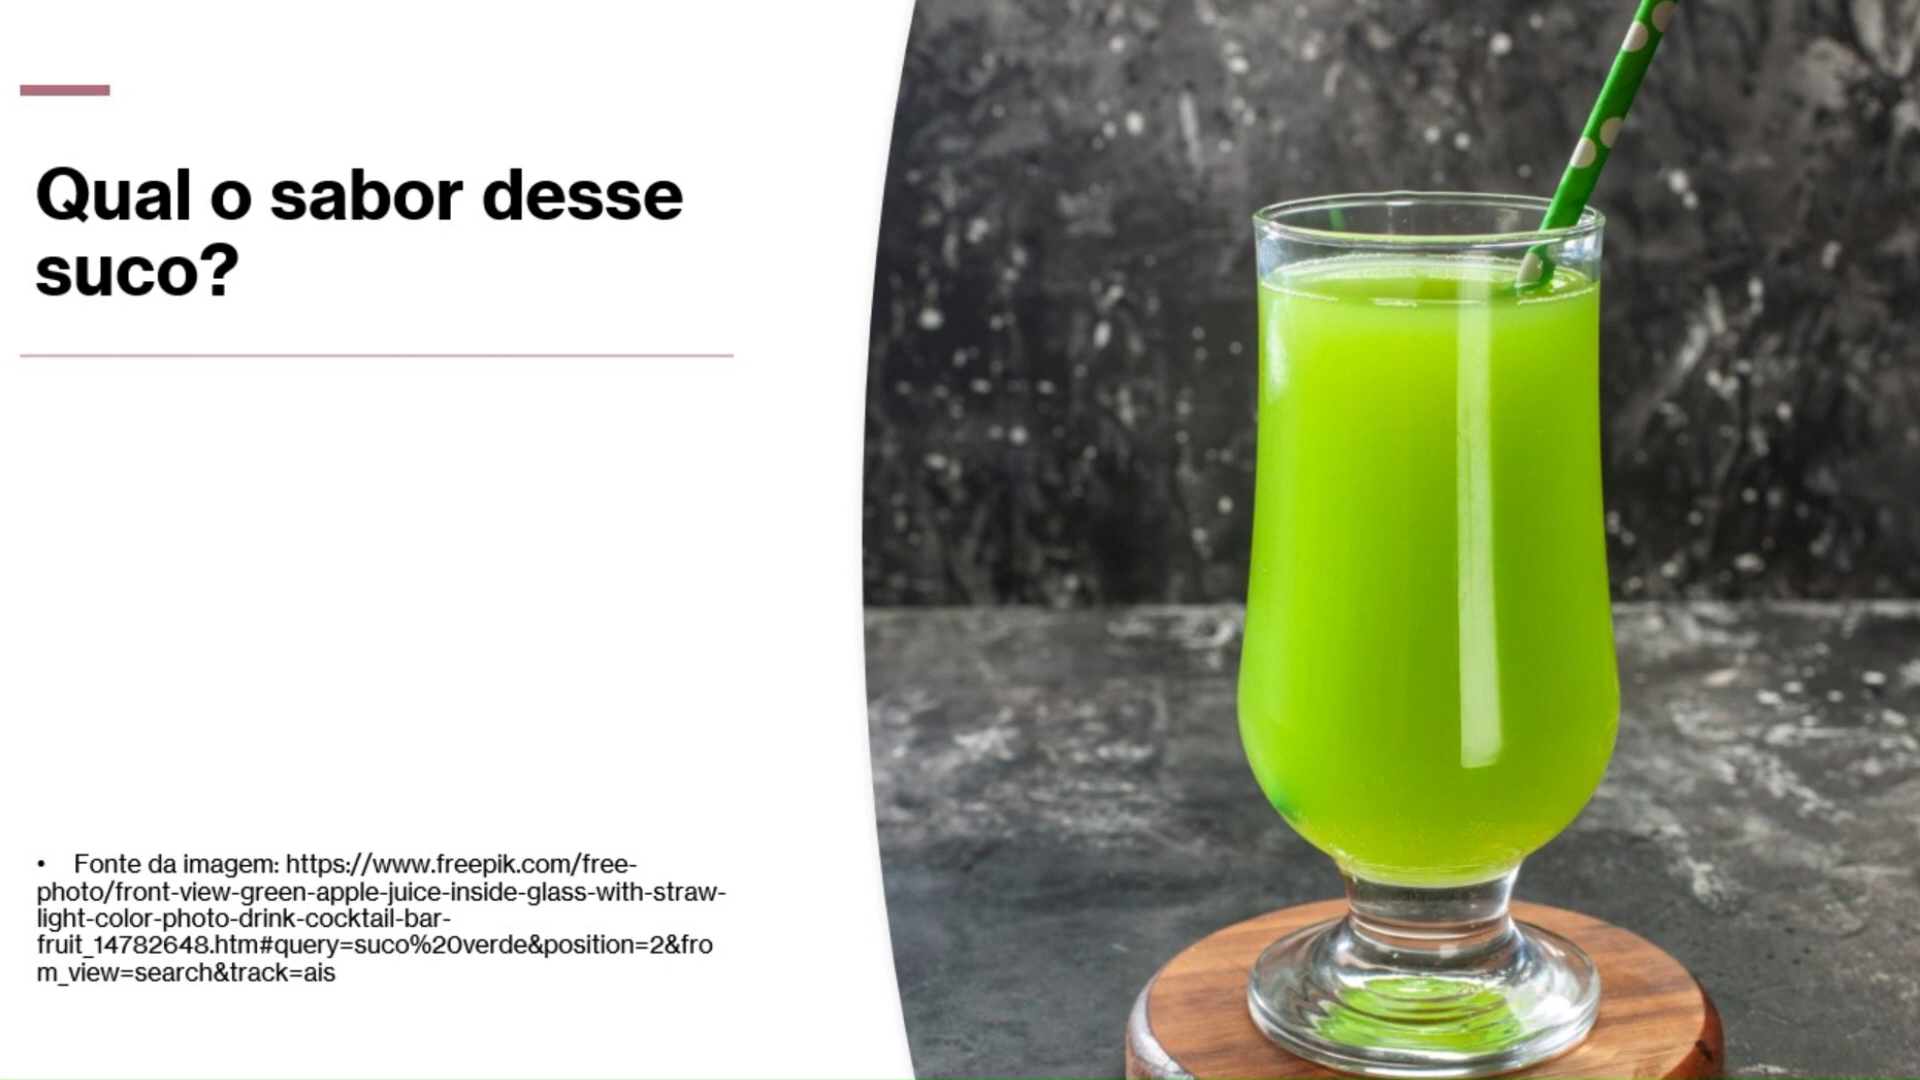 Qual o sabor desse
suco?
• Fonte da imagem: https://www.freepik.com/free-
photo/front-view-green-apple-juice-inside-glass-with-straw-
light-color-photo-drink-cocktail-bar-
fruit_14782648.htm#query=suco%20verde&position=2&fro
m_view=search&track=ais